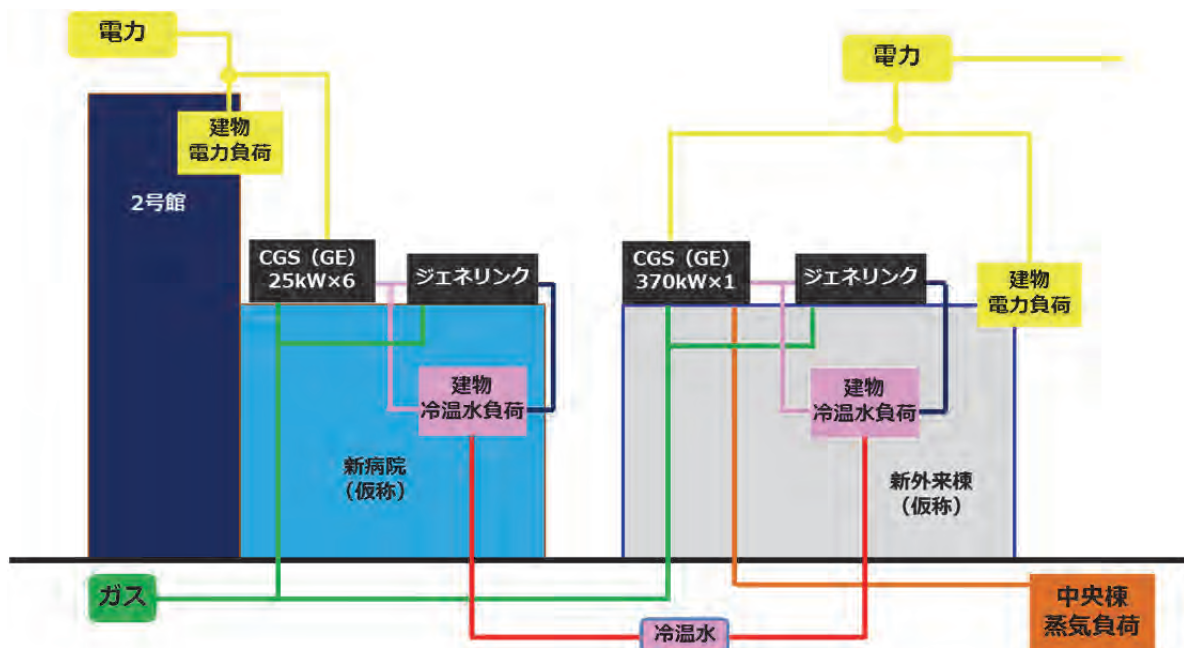 電力
電力
建物
電力負荷
2号館
CGS（GE）
25kW×6
ジェネリンク
CGS（GE）
370kW×1
ジェネリンク
建物
電力負荷
建物
冷温水負荷
建物
冷温水負荷
新病院
（仮称）
新外来棟
（仮称）
ガス
冷温水
中央棟
蒸気負荷